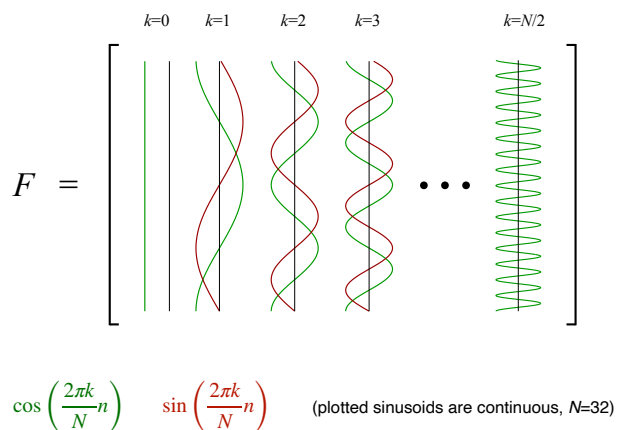 k=0 k=1 k=2 k=3 k=N/2
F = [ • • • ]
cos(2πk/N n) sin(2πk/N n) (plotted sinusoids are continuous, N=32)